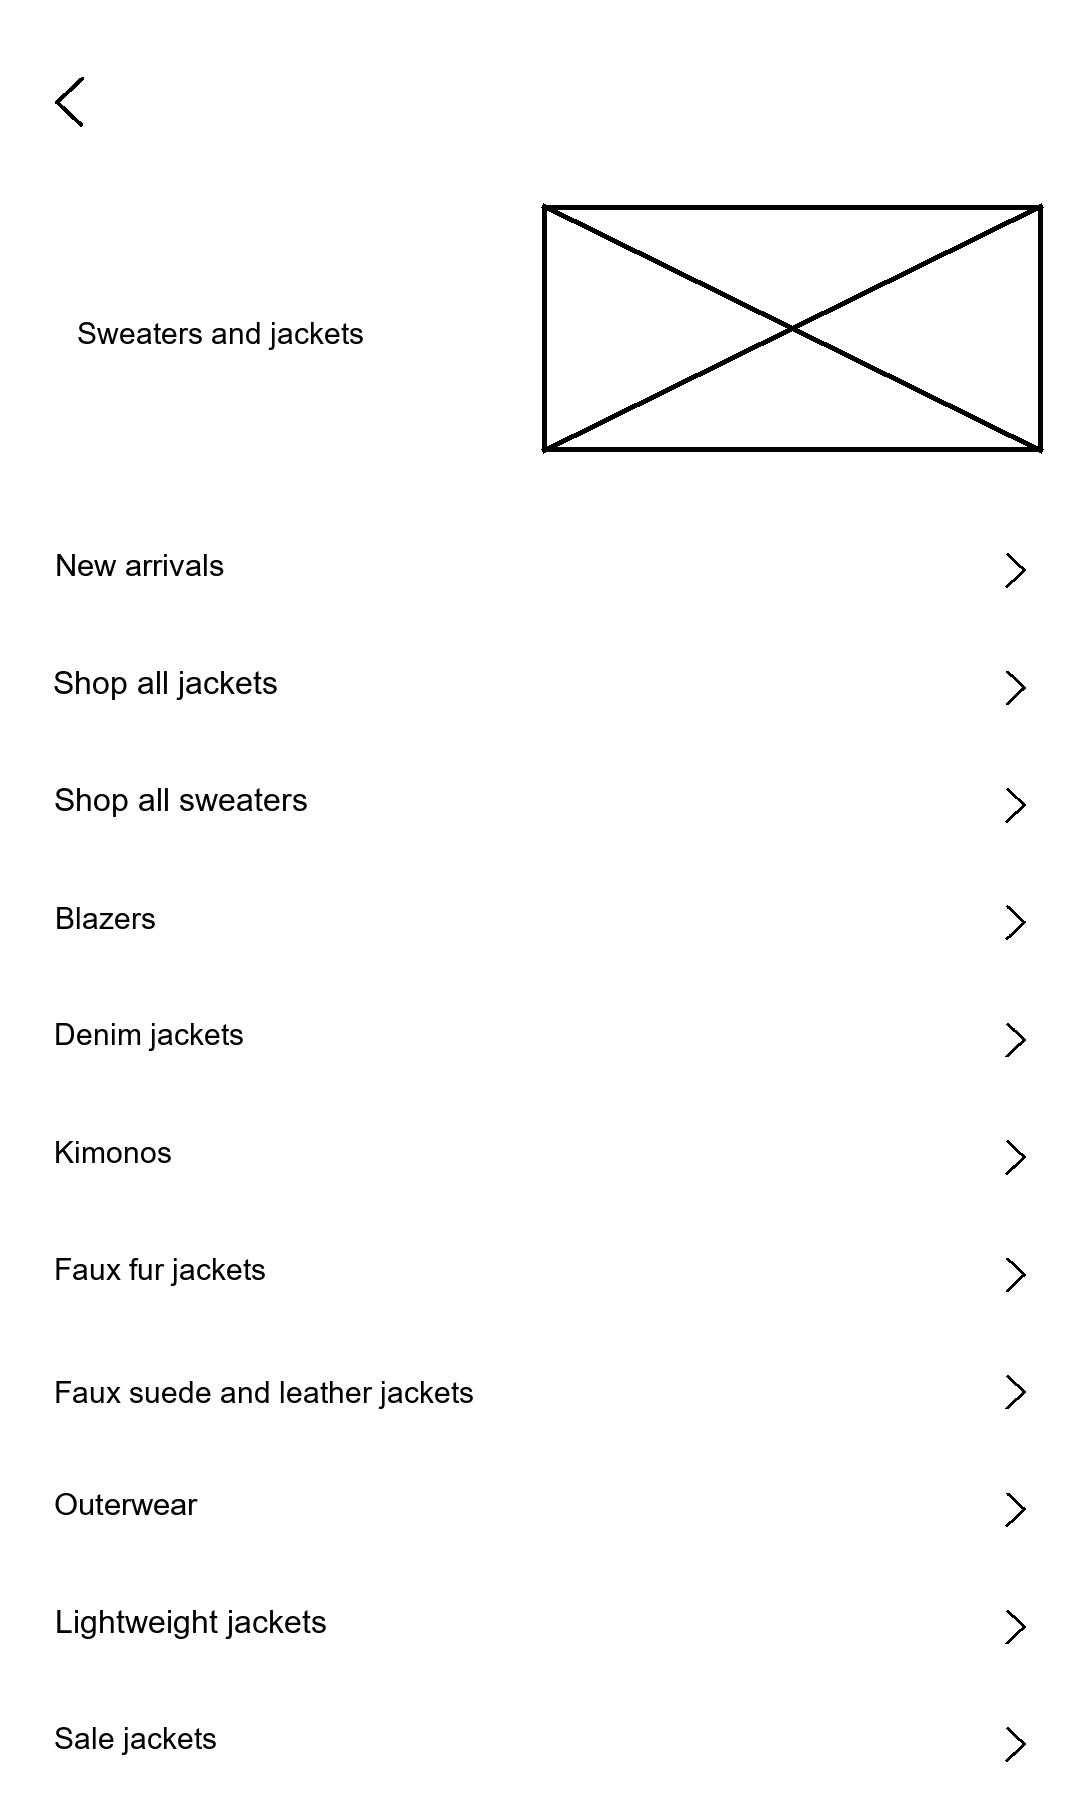 Sweaters and jackets
New arrivals
Shop all jackets
Shop all sweaters
Blazers
Denim jackets
Kimonos
Faux fur jackets
Faux suede and leather jackets
Outerwear
Lightweight jackets
Sale jackets